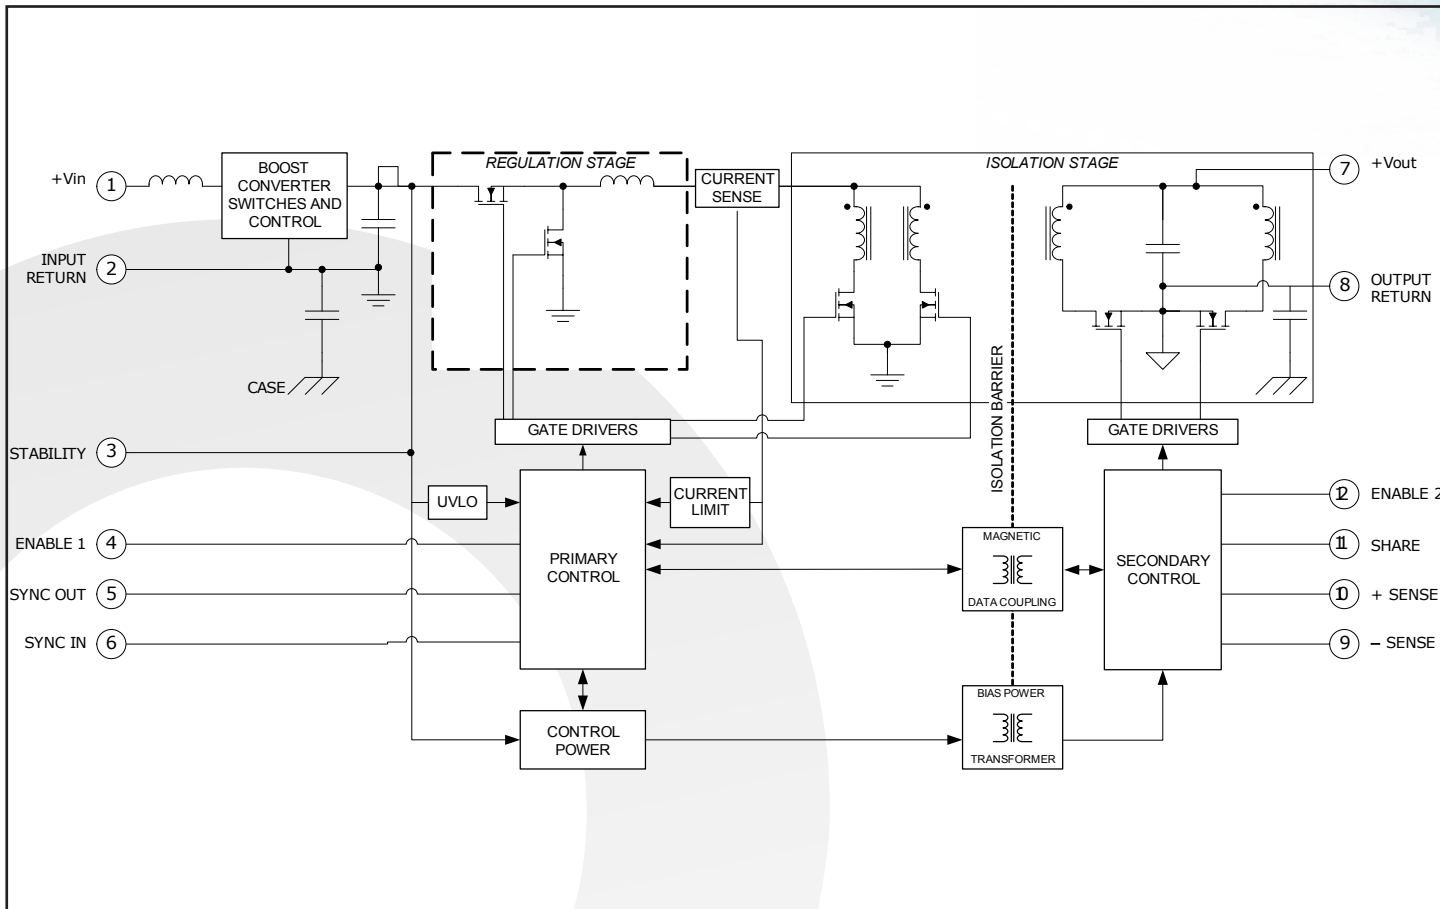 REGULATION STAGE
ISOLATION STAGE
BOOST
CONVERTER
SWITCHES AND
CONTROL
CURRENT
SENSE
+Vin
1
7
+Vout
INPUT
RETURN
2
8
OUTPUT
RETURN
CASE
ISOLATION BARRIER
GATE DRIVERS
GATE DRIVERS
STABILITY
3
UVLO
CURRENT
LIMIT
12
ENABLE 2
ENABLE 1
4
PRIMARY
CONTROL
MAGNETIC
DATA COUPLING
SECONDARY
CONTROL
11
SHARE
SYNC OUT
5
10
+ SENSE
SYNC IN
6
9
– SENSE
CONTROL
POWER
BIAS POWER
TRANSFORMER